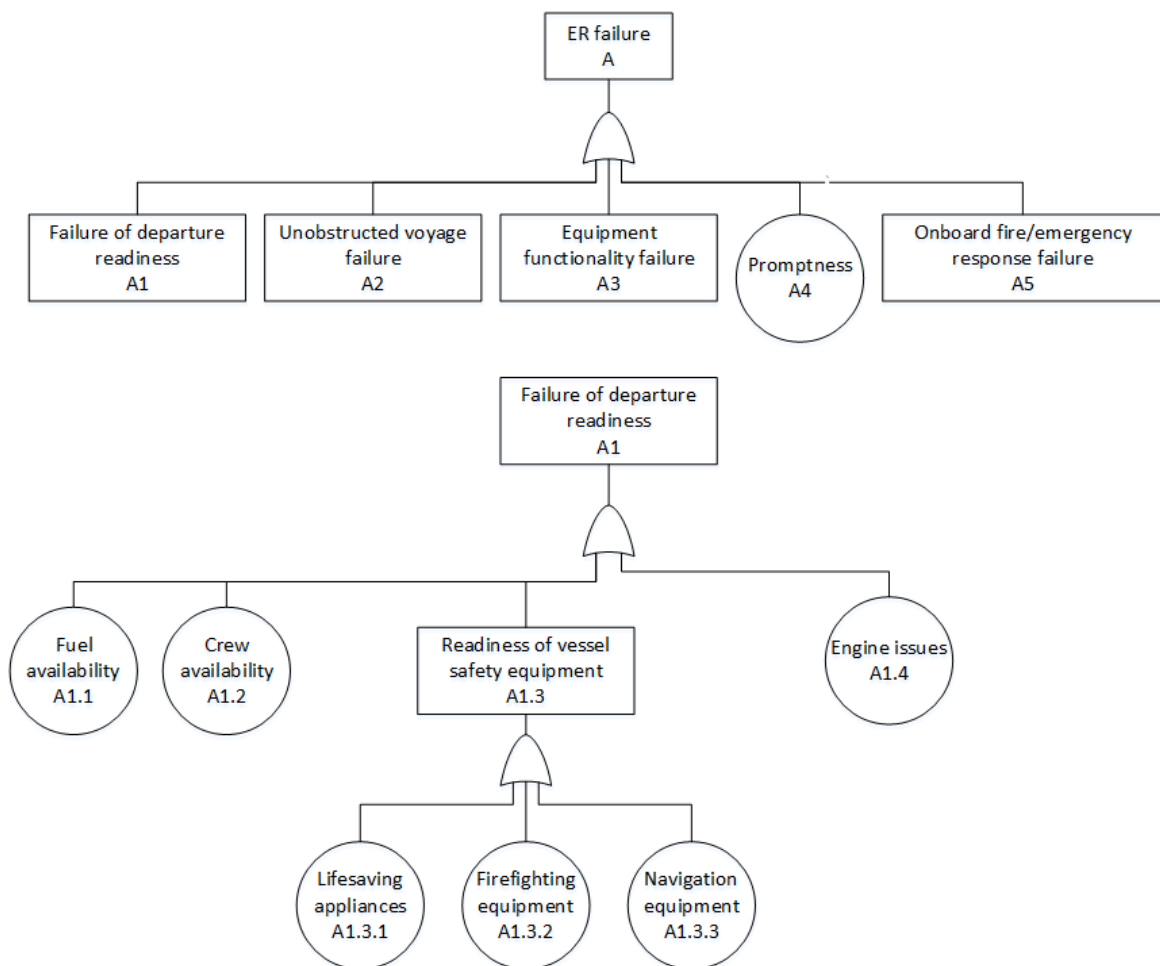 ER failure
A
Failure of departure
readiness
A1
Unobstructed voyage
failure
A2
Equipment
functionality failure
A3
Promptness
A4
Onboard fire/emergency
response failure
A5
Failure of departure
readiness
A1
Fuel
availability
A1.1
Crew
availability
A1.2
Readiness of vessel
safety equipment
A1.3
Engine issues
A1.4
Lifesaving
appliances
A1.3.1
Firefighting
equipment
A1.3.2
Navigation
equipment
A1.3.3